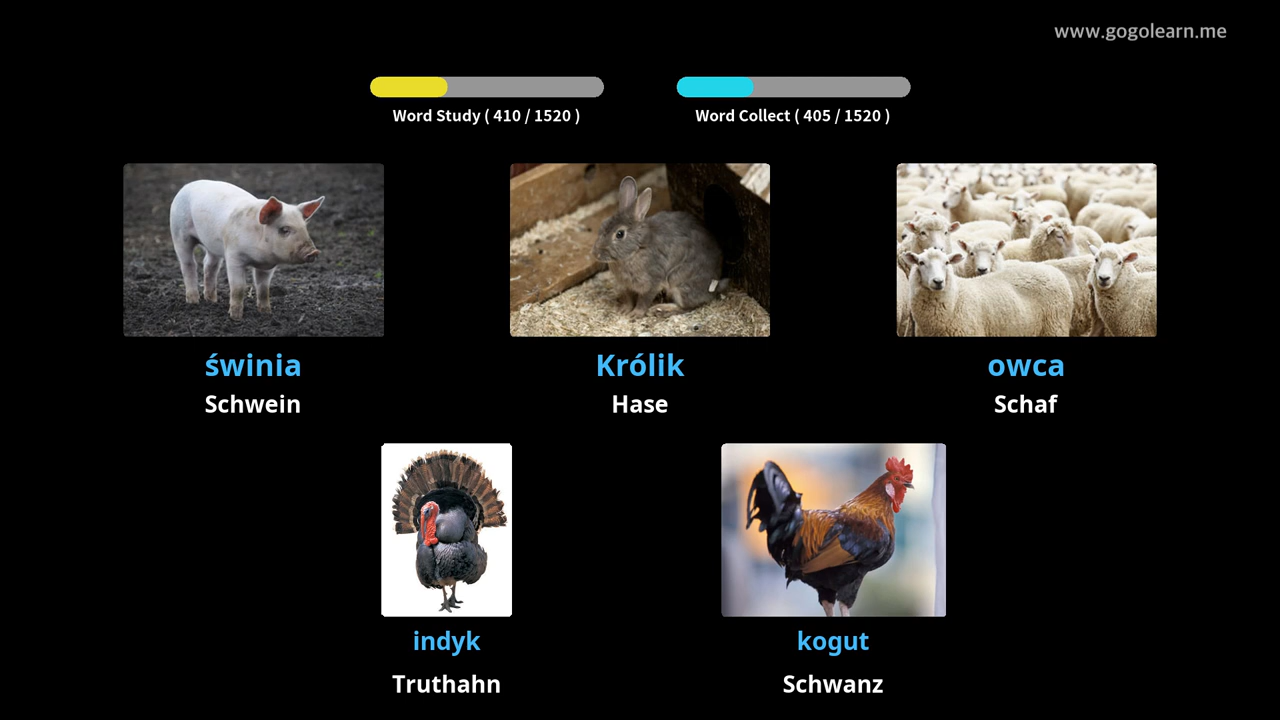 www.gogolearn.me
Word Study ( 410 / 1520 )
Word Collect ( 405 / 1520 )
świnia
Królik
owca
Schwein
Hase
Schaf
indyk
kogut
Truthahn
Schwanz